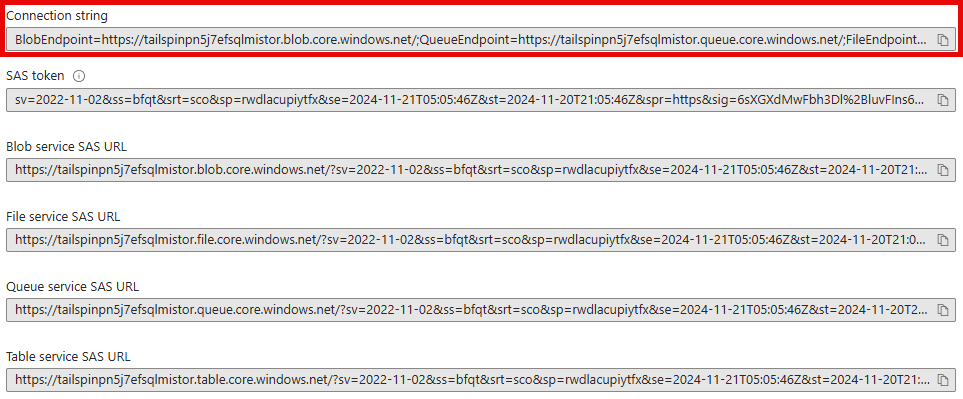 Connection string
BlobEndpoint=https://tailspinpn5j7efsqlmistor.blob.core.windows.net/;QueueEndpoint=https://tailspinpn5j7efsqlmistor.queue.core.windows.net/;FileEndpoint...
SAS token
sv=2022-11-02&ss=bfqt&srt=sco&sp=rwdlacupiytfx&se=2024-11-21T05:05:46Z&st=2024-11-20T21:05:46Z&spr=https&sig=6sXGXdMwFbh3Dl%2BluvFIns6...
Blob service SAS URL
https://tailspinpn5j7efsqlmistor.blob.core.windows.net/?sv=2022-11-02&ss=bfqt&srt=sco&sp=rwdlacupiytfx&se=2024-11-21T05:05:46Z&st=2024-11-20T21:...
File service SAS URL
https://tailspinpn5j7efsqlmistor.file.core.windows.net/?sv=2022-11-02&ss=bfqt&srt=sco&sp=rwdlacupiytfx&se=2024-11-21T05:05:46Z&st=2024-11-20T21:0...
Queue service SAS URL
https://tailspinpn5j7efsqlmistor.queue.core.windows.net/?sv=2022-11-02&ss=bfqt&srt=sco&sp=rwdlacupiytfx&se=2024-11-21T05:05:46Z&st=2024-11-20T2...
Table service SAS URL
https://tailspinpn5j7efsqlmistor.table.core.windows.net/?sv=2022-11-02&ss=bfqt&srt=sco&sp=rwdlacupiytfx&se=2024-11-21T05:05:46Z&st=2024-11-20T21:...